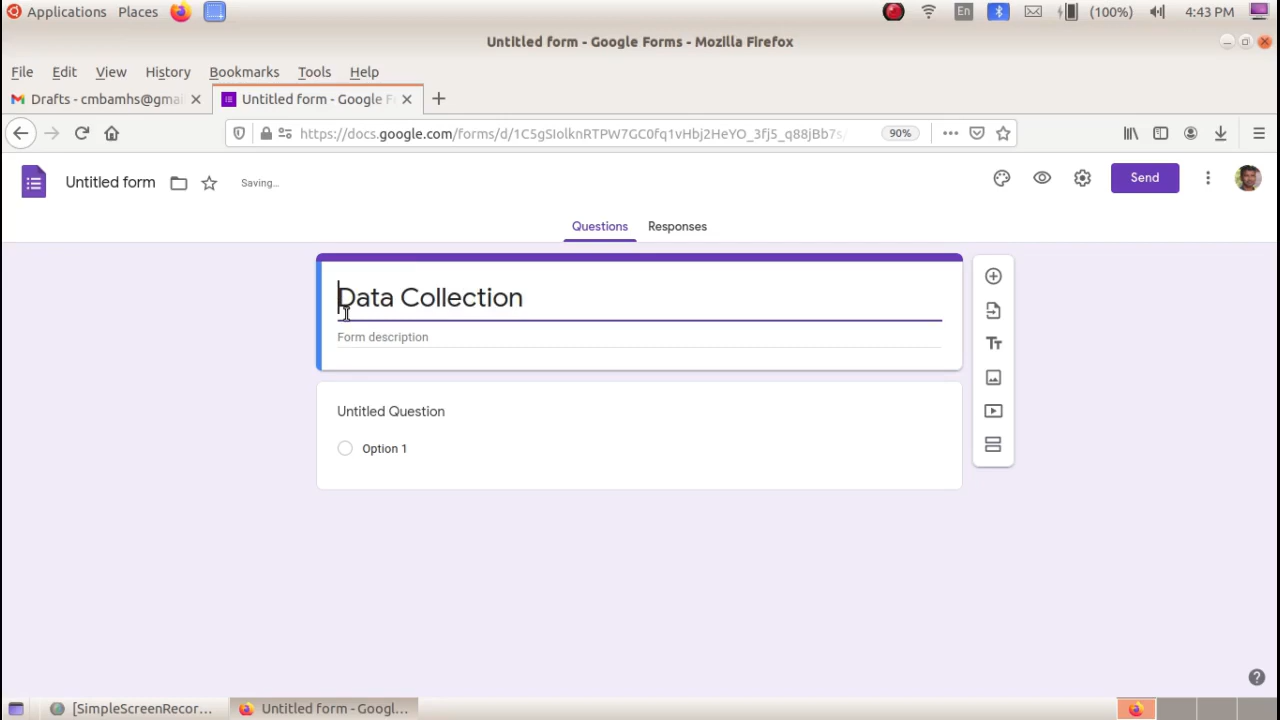 Applications Places En (100%) 4:43 PM
Untitled form - Google Forms - Mozilla Firefox
File Edit View History Bookmarks Tools Help
Drafts - cmbamhs@gmai Untitled form - Google F
https://docs.google.com/forms/d/1C5gSIolknRTPW7GC0fq1vHbj2HeYO_3fj5_q88jBb7s/ 90%
Untitled form Saving... Send
Questions Responses
Data Collection
Form description
Tt
Untitled Question
Option 1
[SimpleScreenRecor... Untitled form - Googl...